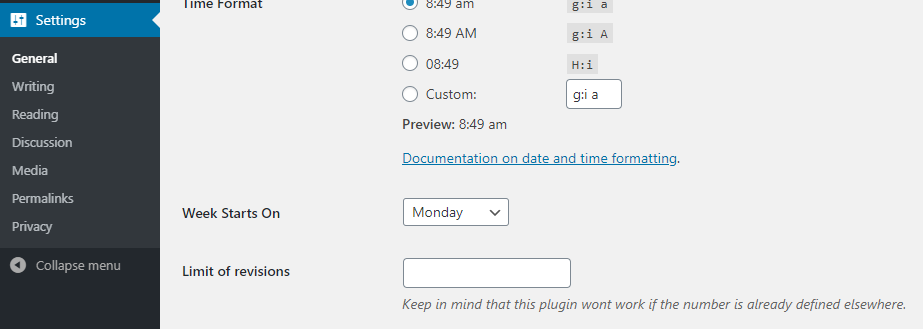 Settings
General
Writing
Reading
Discussion
Media
Permalinks
Privacy
Collapse menu
Time Format
8:49 am g:i a
8:49 AM g:i A
08:49 H:i
Custom: g:i a
Preview: 8:49 am
Documentation on date and time formatting.
Week Starts On Monday
Limit of revisions
Keep in mind that this plugin wont work if the number is already defined elsewhere.